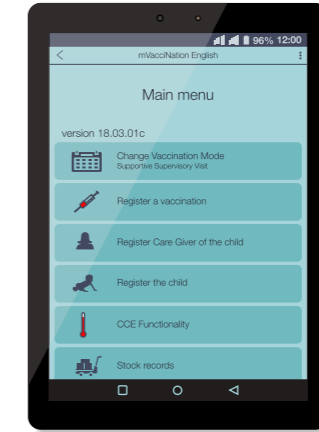 96% 12:00
mVacciNation English
Main menu
version 18.03.01c
Change Vaccination Mode
Supportive Supervisory Visit
Register a vaccination
Register Care Giver of the child
Register the child
CCE Functionality
Stock records